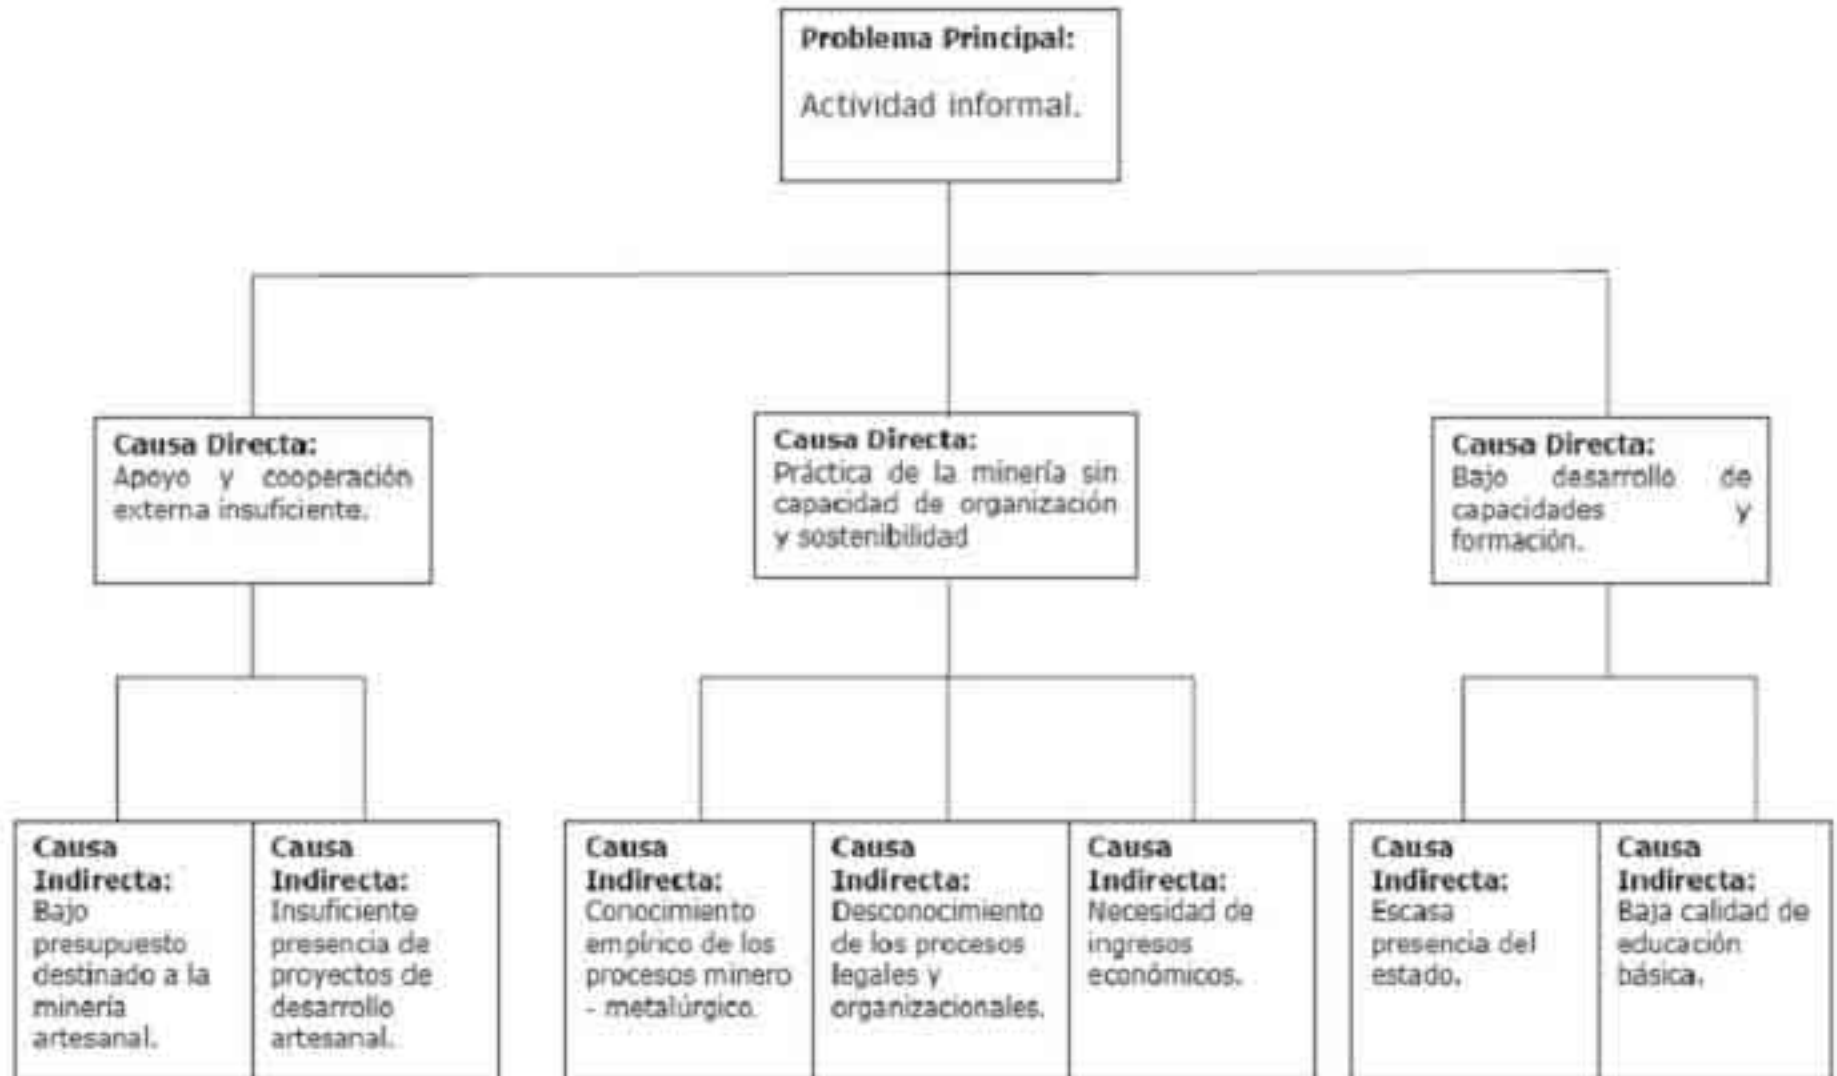 Problema Principal:
Actividad informal.
Causa Directa:
Apoyo y cooperación
externa insuficiente.
Causa Directa:
Práctica de la minería sin
capacidad de organización
y sostenibilidad
Causa Directa:
Bajo desarrollo de
capacidades y
formación.
Causa
Indirecta:
Bajo
presupuesto
destinado a la
minería
artesanal.
Causa
Indirecta:
Insuficiente
presencia de
proyectos de
desarrollo
artesanal.
Causa
Indirecta:
Conocimiento
empírico de los
procesos minero
- metalúrgico.
Causa
Indirecta:
Desconocimiento
de los procesos
legales y
organizacionales.
Causa
Indirecta:
Necesidad de
ingresos
económicos.
Causa
Indirecta:
Escasa
presencia del
estado.
Causa
Indirecta:
Baja calidad de
educación
básica.